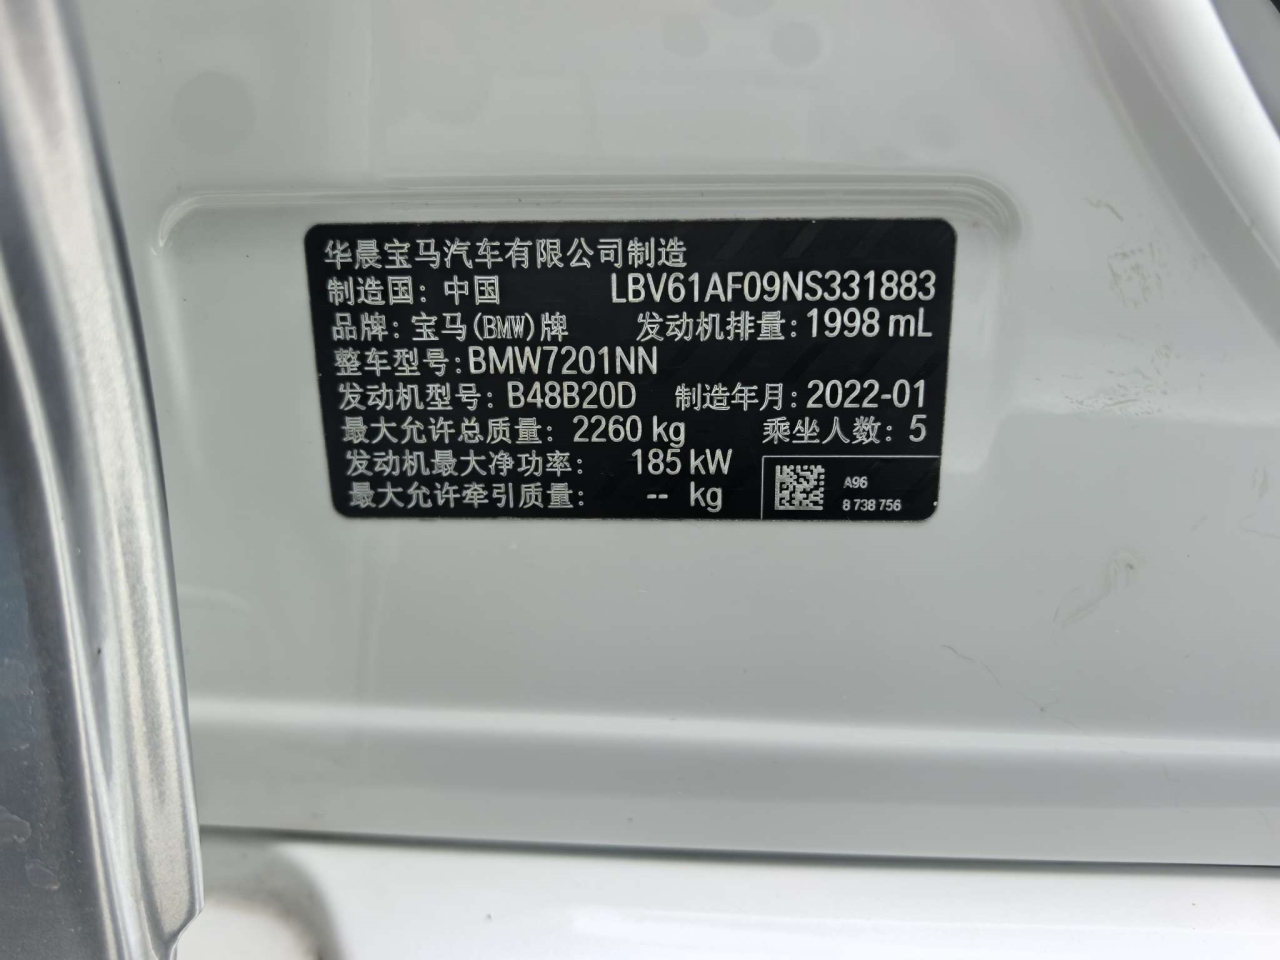 华晨宝马汽车有限公司制造
制造国：中国 LBV61AF09NS331883
品牌：宝马(BMW)牌 发动机排量：1998 mL
整车型号：BMW7201NN
发动机型号：B48B20D 制造年月：2022-01
最大允许总质量：2260 kg 乘坐人数：5
发动机最大净功率：185 kW
最大允许牵引质量：-- kg
A96
8 738 756